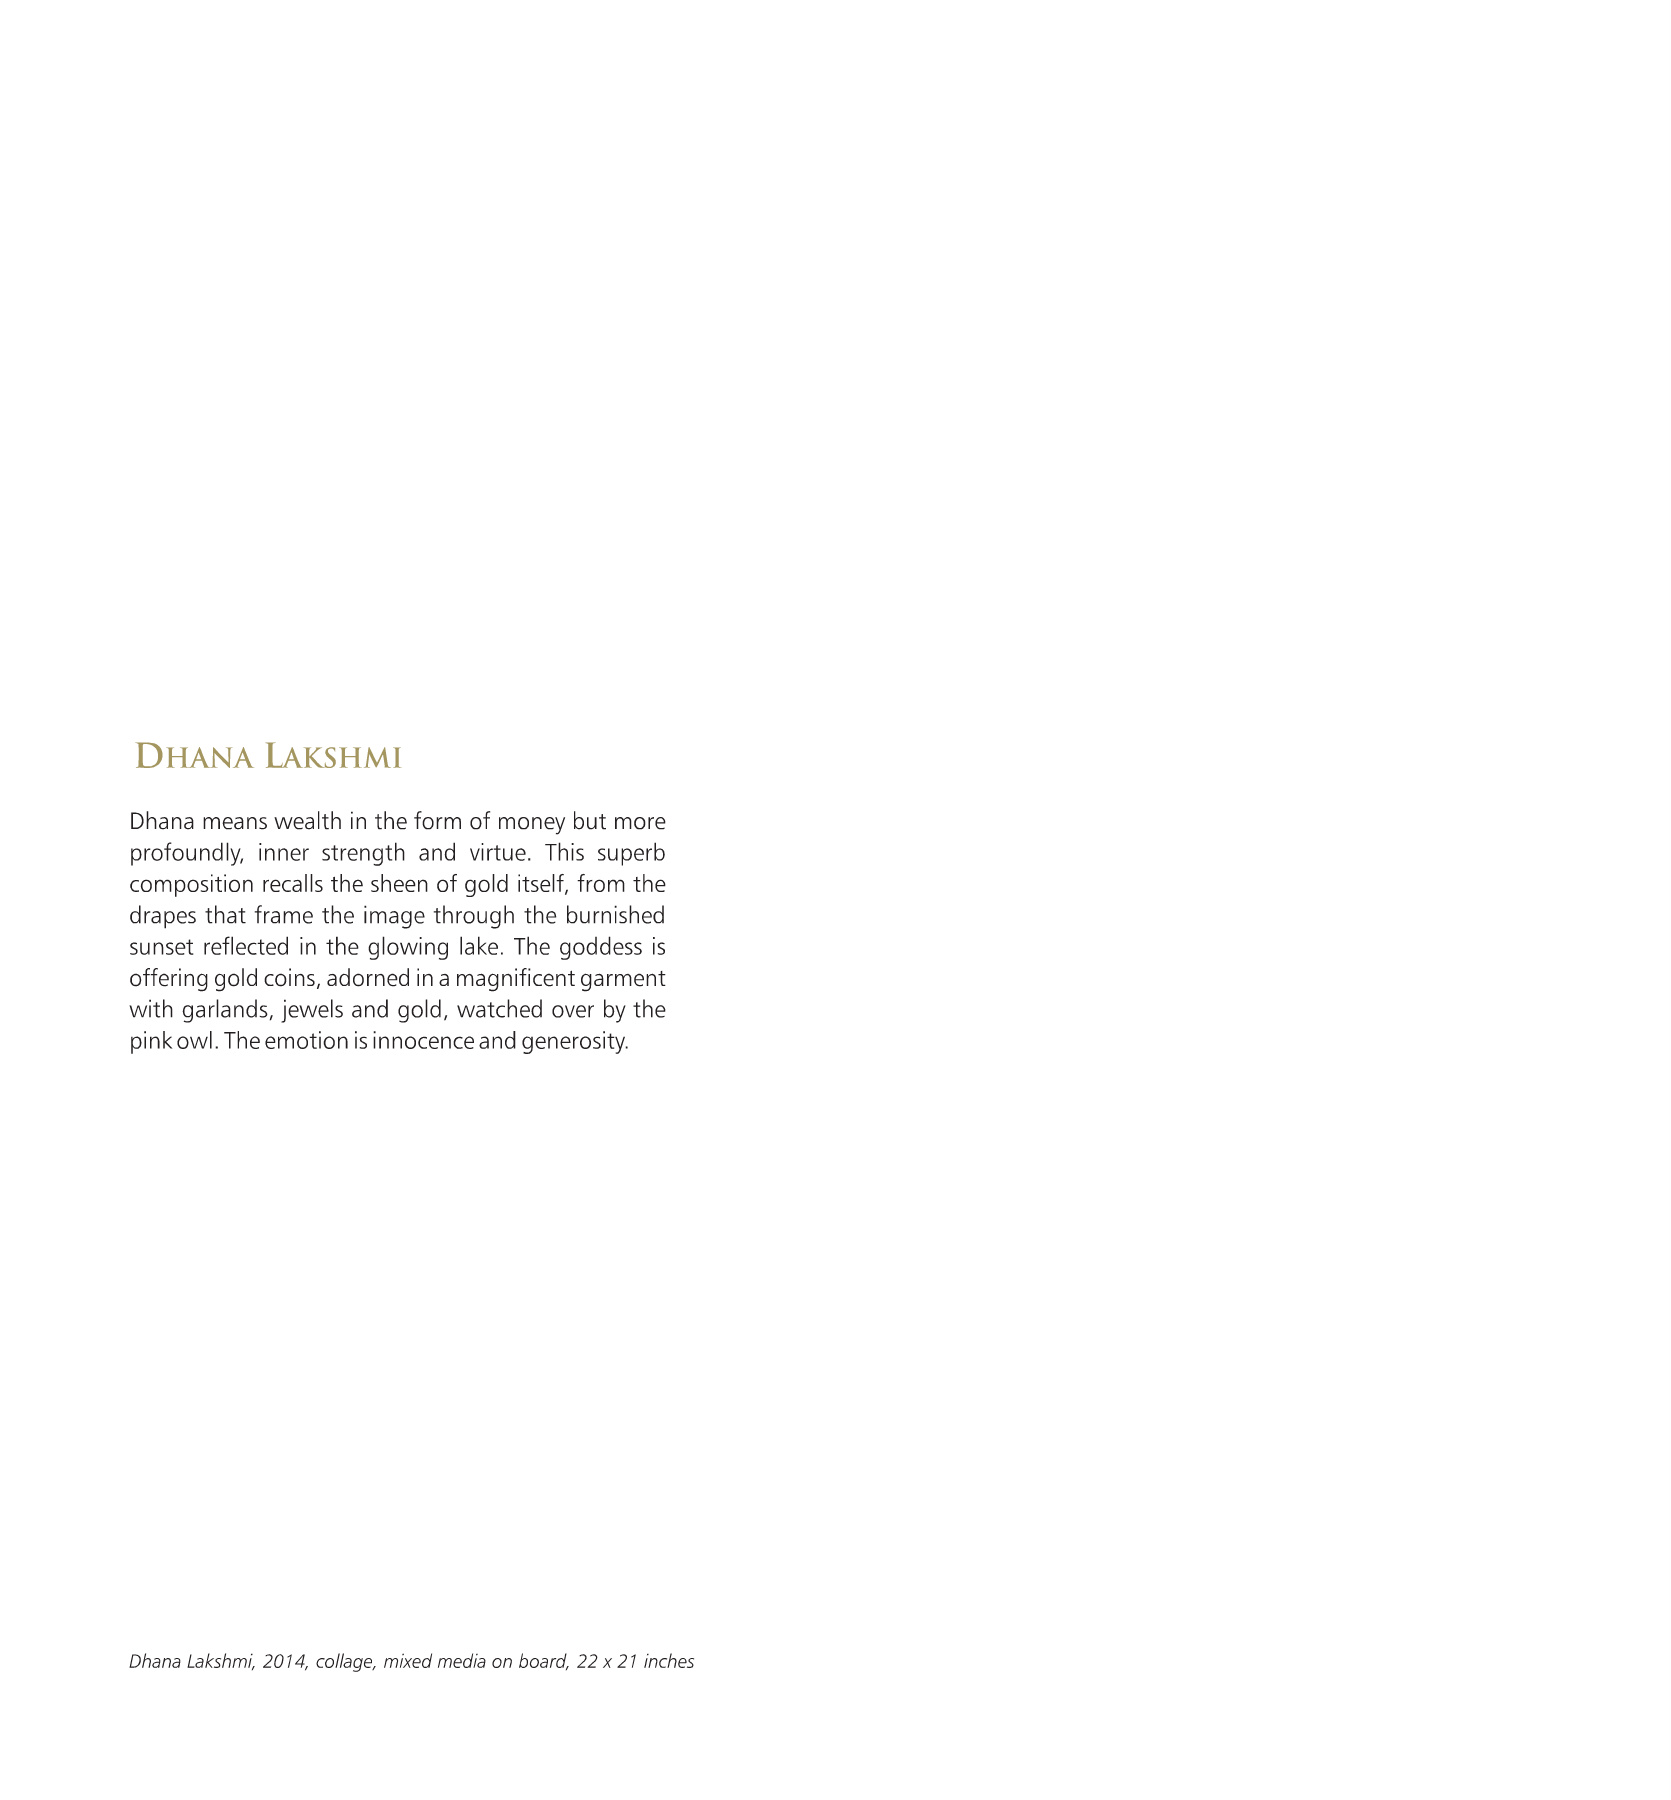 Dhana Lakshmi
Dhana means wealth in the form of money but more
profoundly, inner strength and virtue. This superb
composition recalls the sheen of gold itself, from the
drapes that frame the image through the burnished
sunset reflected in the glowing lake. The goddess is
offering gold coins, adorned in a magnificent garment
with garlands, jewels and gold, watched over by the
pink owl. The emotion is innocence and generosity.
Dhana Lakshmi, 2014, collage, mixed media on board, 22 x 21 inches